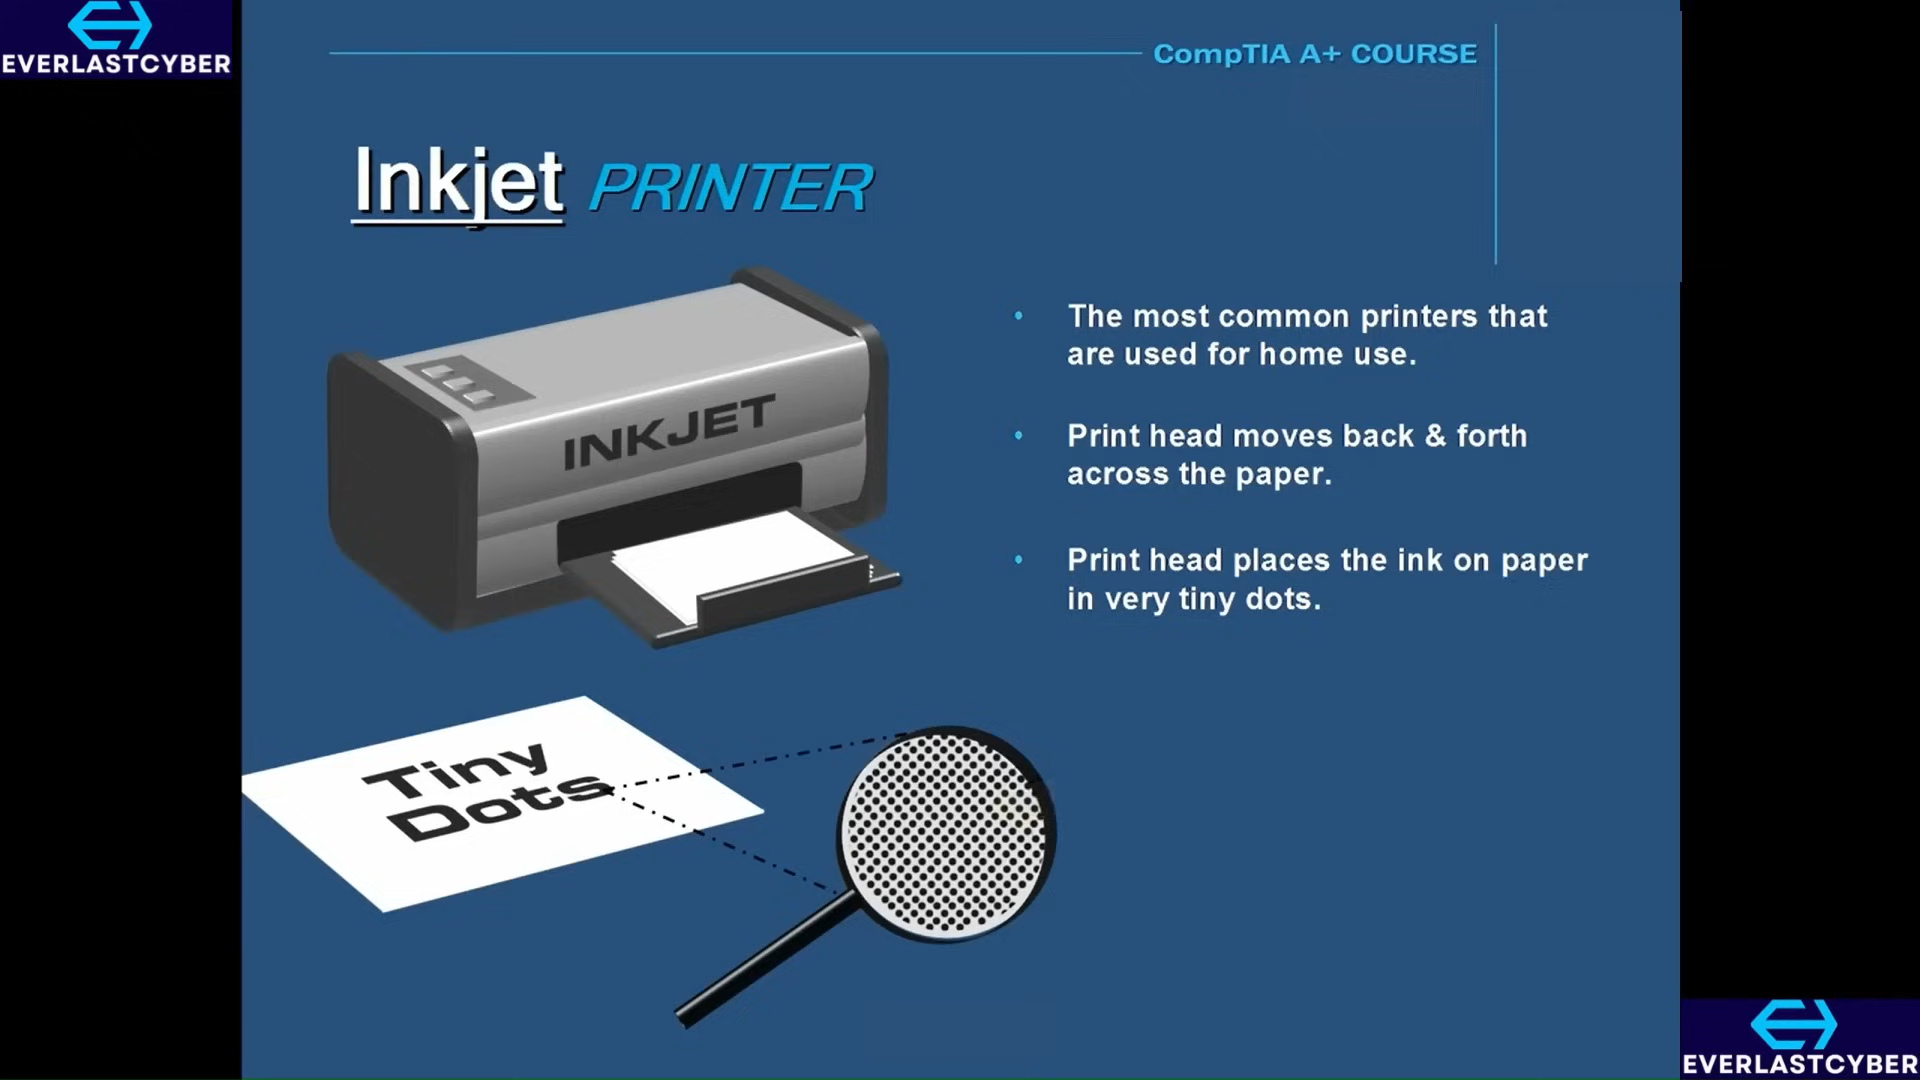 EVERLASTCYBER
CompTIA A+ COURSE
Inkjet PRINTER
INKJET
• The most common printers that
are used for home use.
• Print head moves back & forth
across the paper.
• Print head places the ink on paper
in very tiny dots.
Tiny
Dots
EVERLASTCYBER